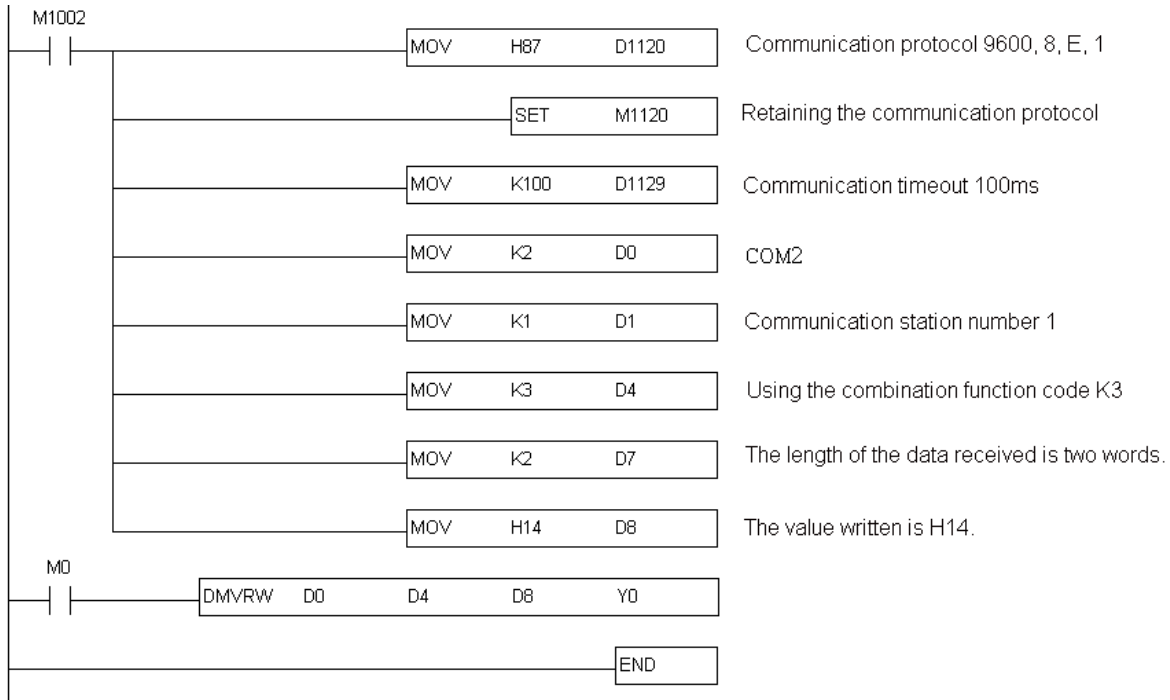 M1002
MOV H87 D1120 Communication protocol 9600, 8, E, 1
SET M1120 Retaining the communication protocol
MOV K100 D1129 Communication timeout 100ms
MOV K2 D0 COM2
MOV K1 D1 Communication station number 1
MOV K3 D4 Using the combination function code K3
MOV K2 D7 The length of the data received is two words.
MOV H14 D8 The value written is H14.
M0
DMVRW D0 D4 D8 Y0
END